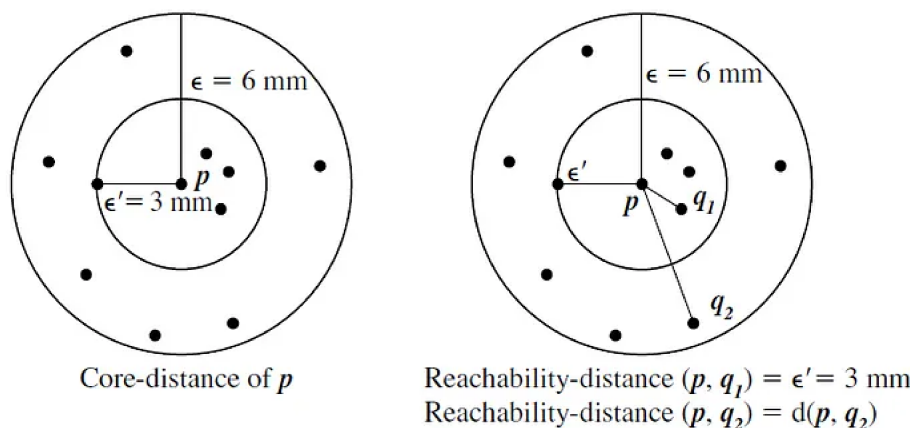 ϵ = 6 mm
p
ϵ′= 3 mm
Core-distance of p
ϵ = 6 mm
ϵ′
p
q₁
q₂
Reachability-distance (p, q₁) = ϵ′= 3 mm
Reachability-distance (p, q₂) = d(p, q₂)